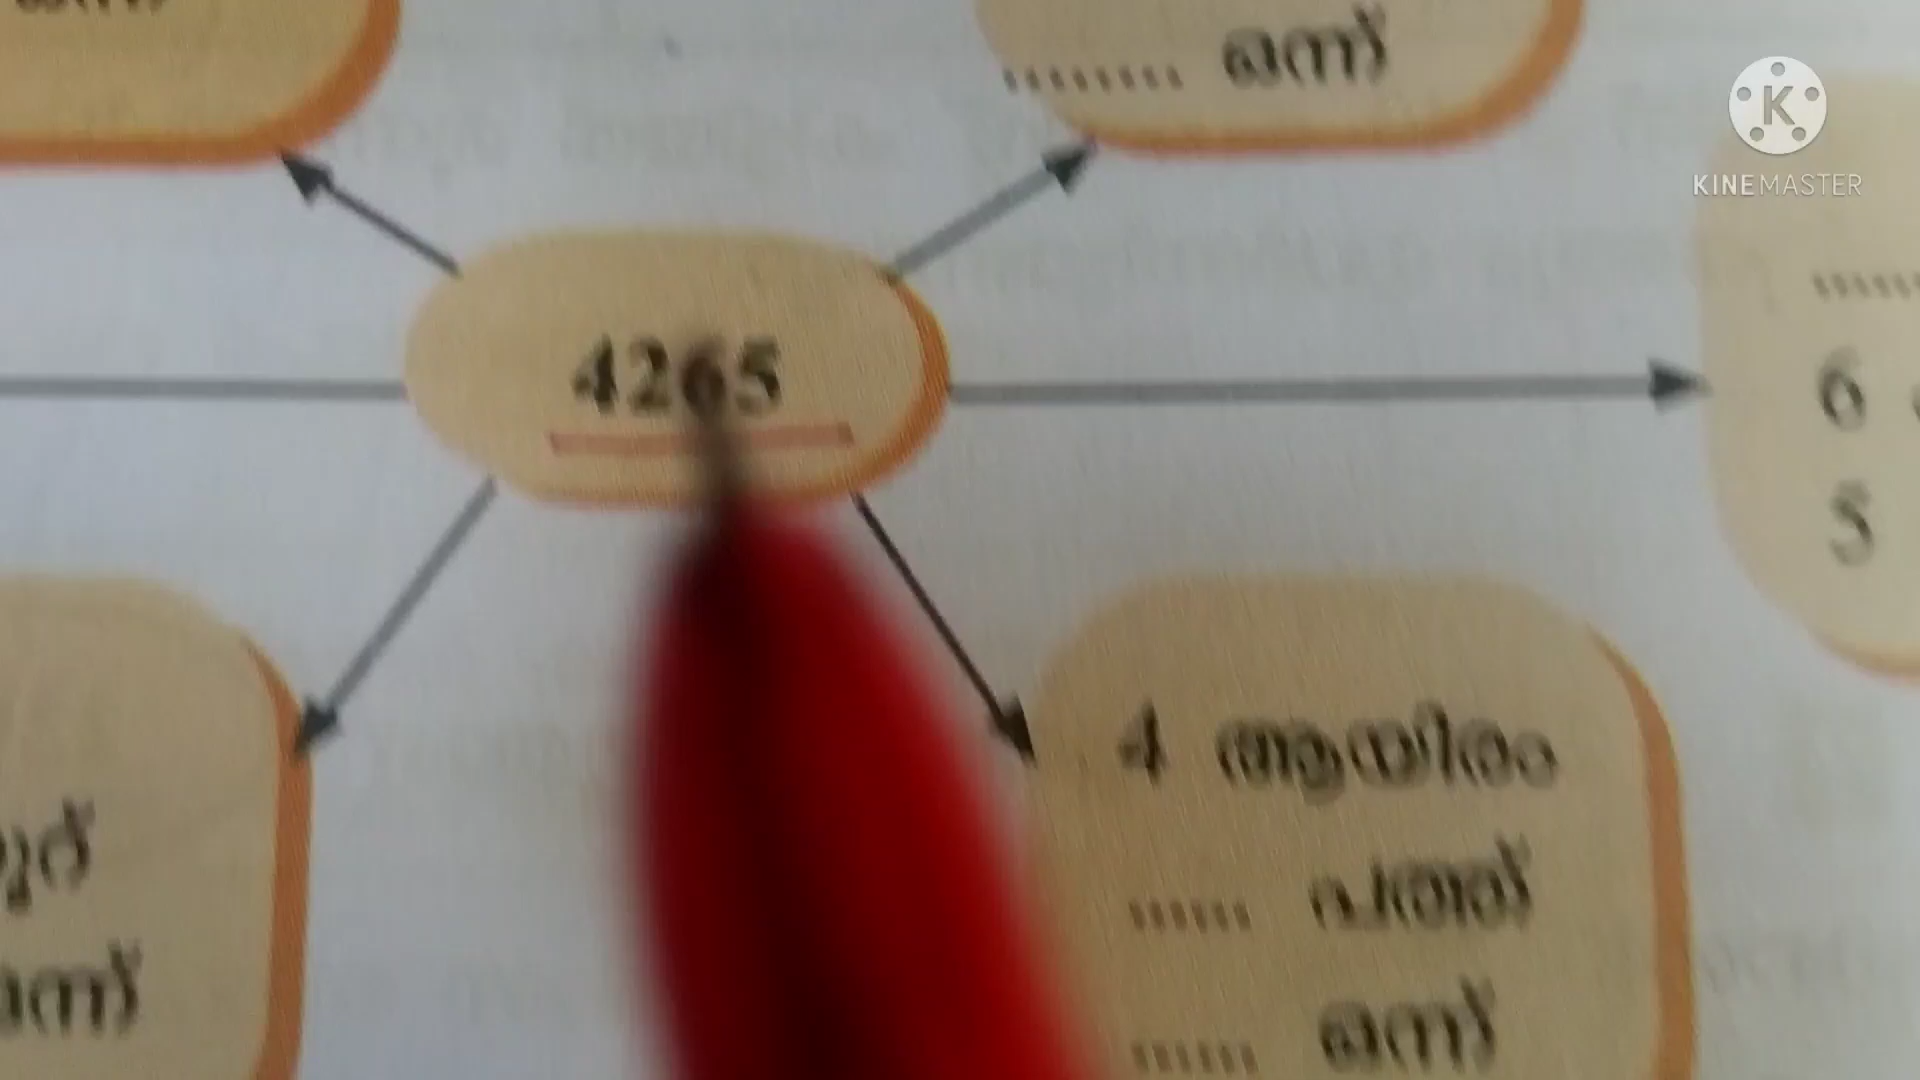 ........ ഒന്ന്
KINEMASTER
4265
......
6
5
4 ആയിരം
...... പത്ത്
...... ഒന്ന്